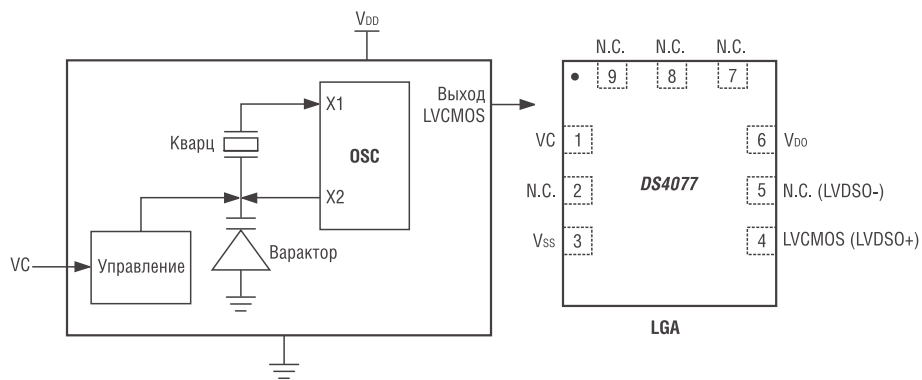 VDD
X1
Кварц
OSC
X2
Варактор
VC
Управление
Выход
LVCMOS
N.C. N.C. N.C.
9 8 7
VC 1
6 VDO
N.C. 2
DS4077
5 N.C. (LVDSO-)
VSS 3
4 LVCMOS (LVDSO+)
LGA